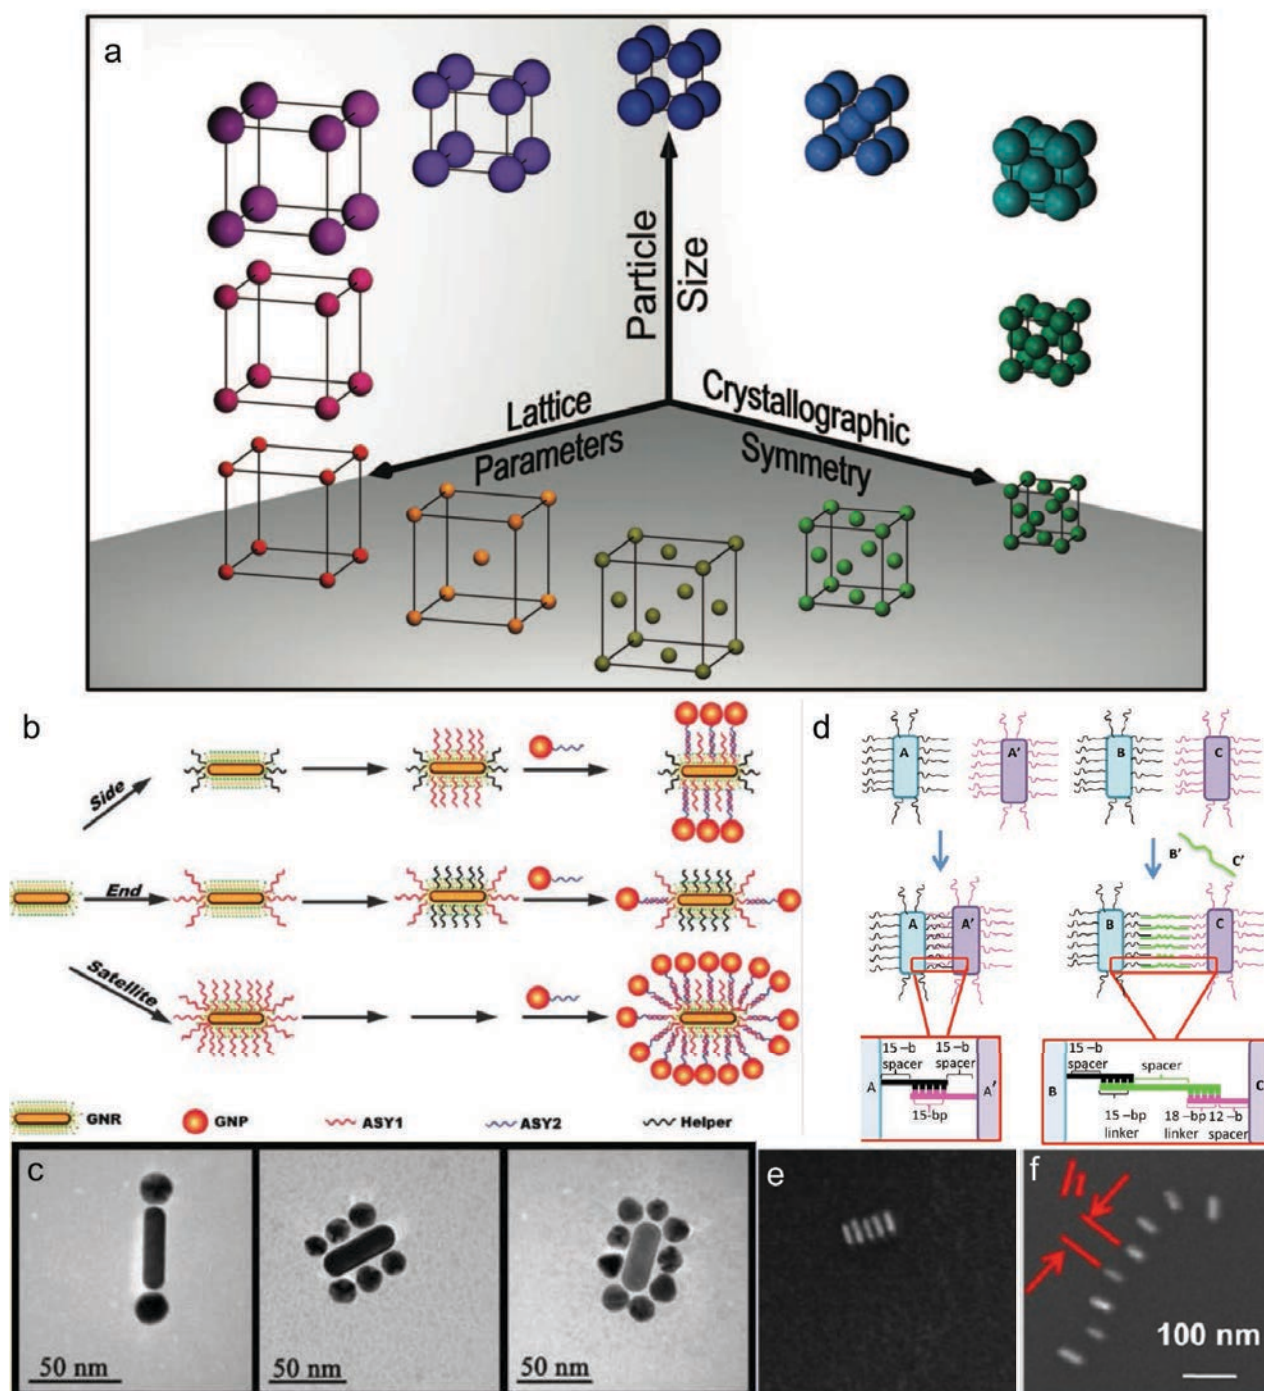 a
Particle
Size
Lattice
Parameters
Crystallographic
Symmetry
b
Side
End
Satellite
GNR
GNP
ASY1
ASY2
Helper
d
A
A'
B
C
B'
C'
A
A'
B
C
15 –b
spacer
15 –b
spacer
A
A'
15–bp
15 –b
spacer
spacer
B
C
15 –bp
linker
18 –bp
linker
12 –b
spacer
c
50 nm
50 nm
50 nm
e
f
h
100 nm